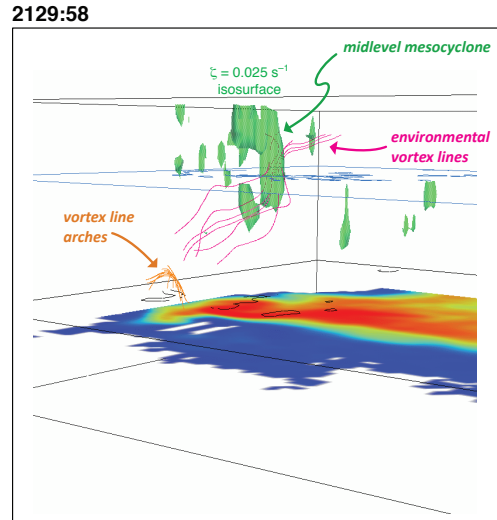 2129:58
midlevel mesocyclone
ζ = 0.025 s⁻¹
isosurface
environmental
vortex lines
vortex line
arches